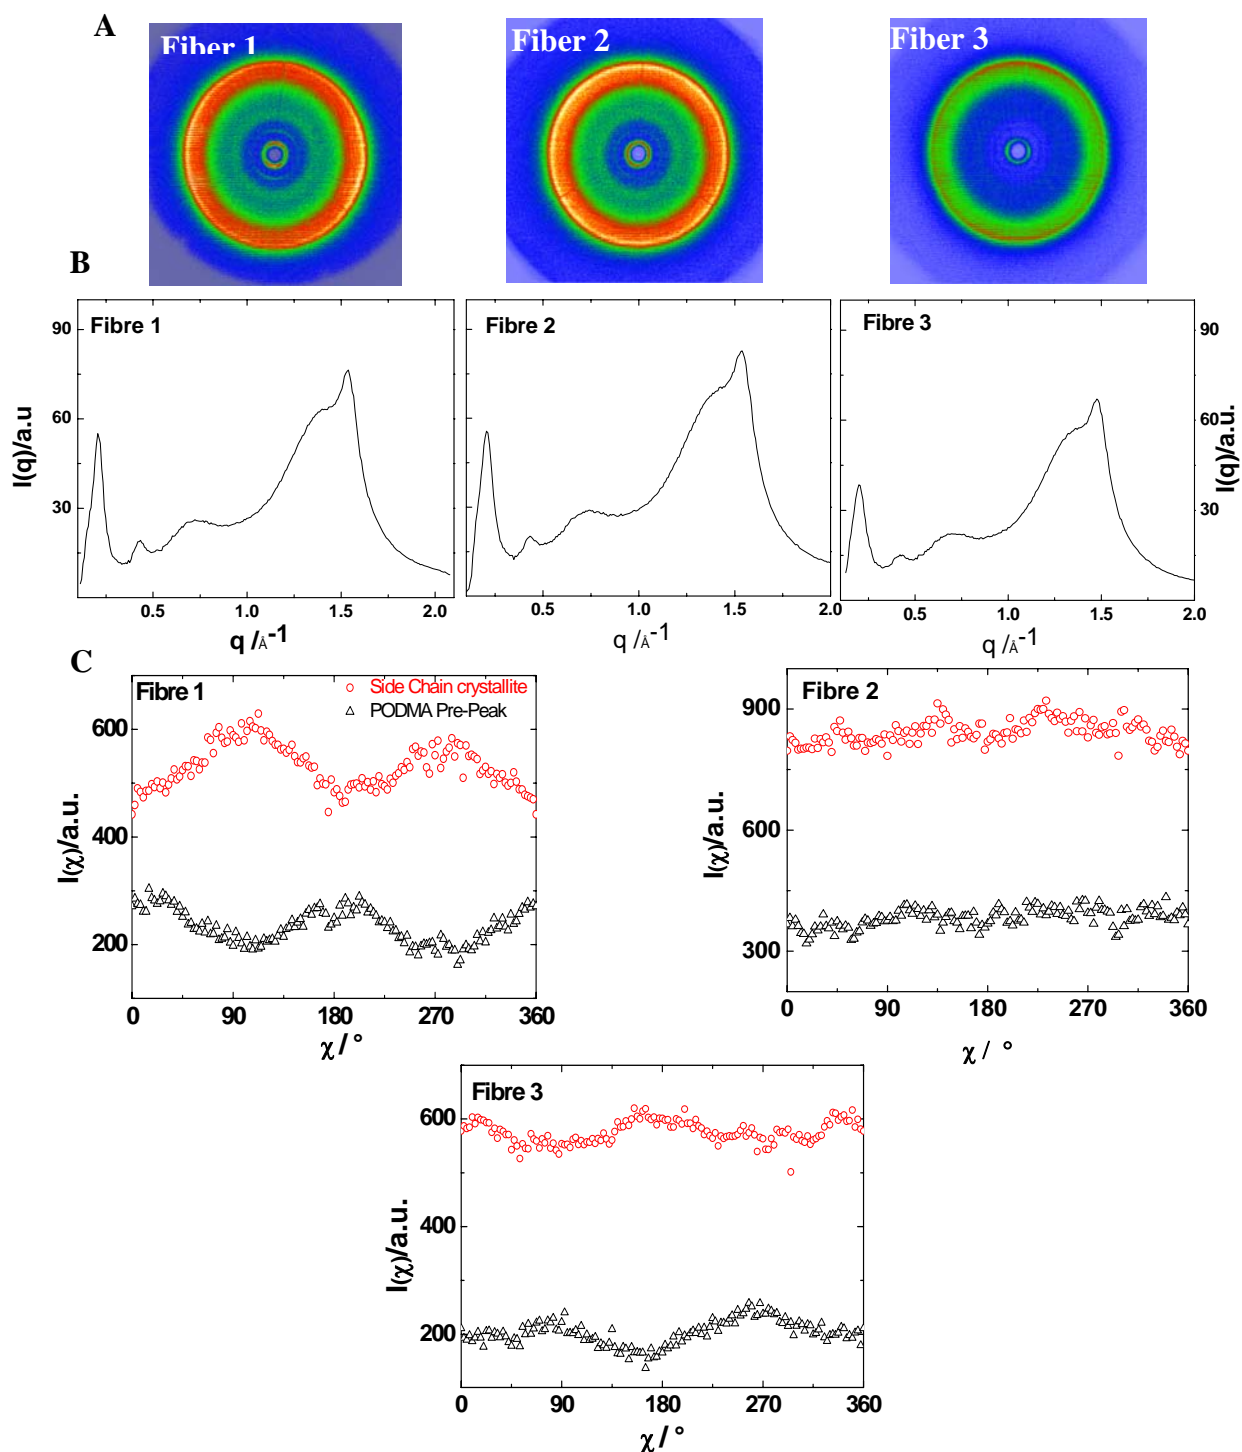 A
Fiber 1
Fiber 2
Fiber 3
B
Fibre 1
Fibre 2
Fibre 3
90
60
30
I(q)/a.u
90
60
30
I(q)/a.u.
0.5 1.0 1.5 2.0
0.5 1.0 1.5 2.0
0.5 1.0 1.5 2.0
q /Å-1
q /Å-1
q /Å-1
C
Fibre 1
Side Chain crystallite
PODMA Pre-Peak
600
400
200
I(χ)/a.u.
0 90 180 270 360
χ / °
Fibre 2
900
600
300
I(χ)/a.u.
0 90 180 270 360
χ / °
Fibre 3
600
400
200
I(χ)/a.u.
0 90 180 270 360
χ / °